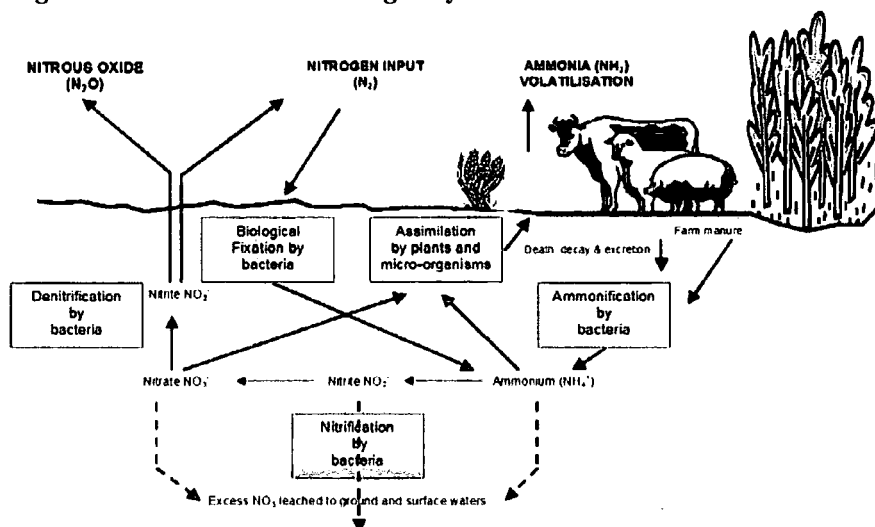 NITROUS OXIDE
(N₂O)
NITROGEN INPUT
(N₂)
AMMONIA (NH₃)
VOLATILISATION
Biological
Fixation by
bacteria
Assimilation
by plants and
micro-organisms
Death, decay & excretion
Farm manure
Denitrification
by
bacteria
Nitrite NO₂⁻
Ammonification
by
bacteria
Nitrate NO₃⁻
Nitrite NO₂⁻
Ammonium (NH₄⁺)
Nitrification
by
bacteria
Excess NO₃ leached to ground and surface waters